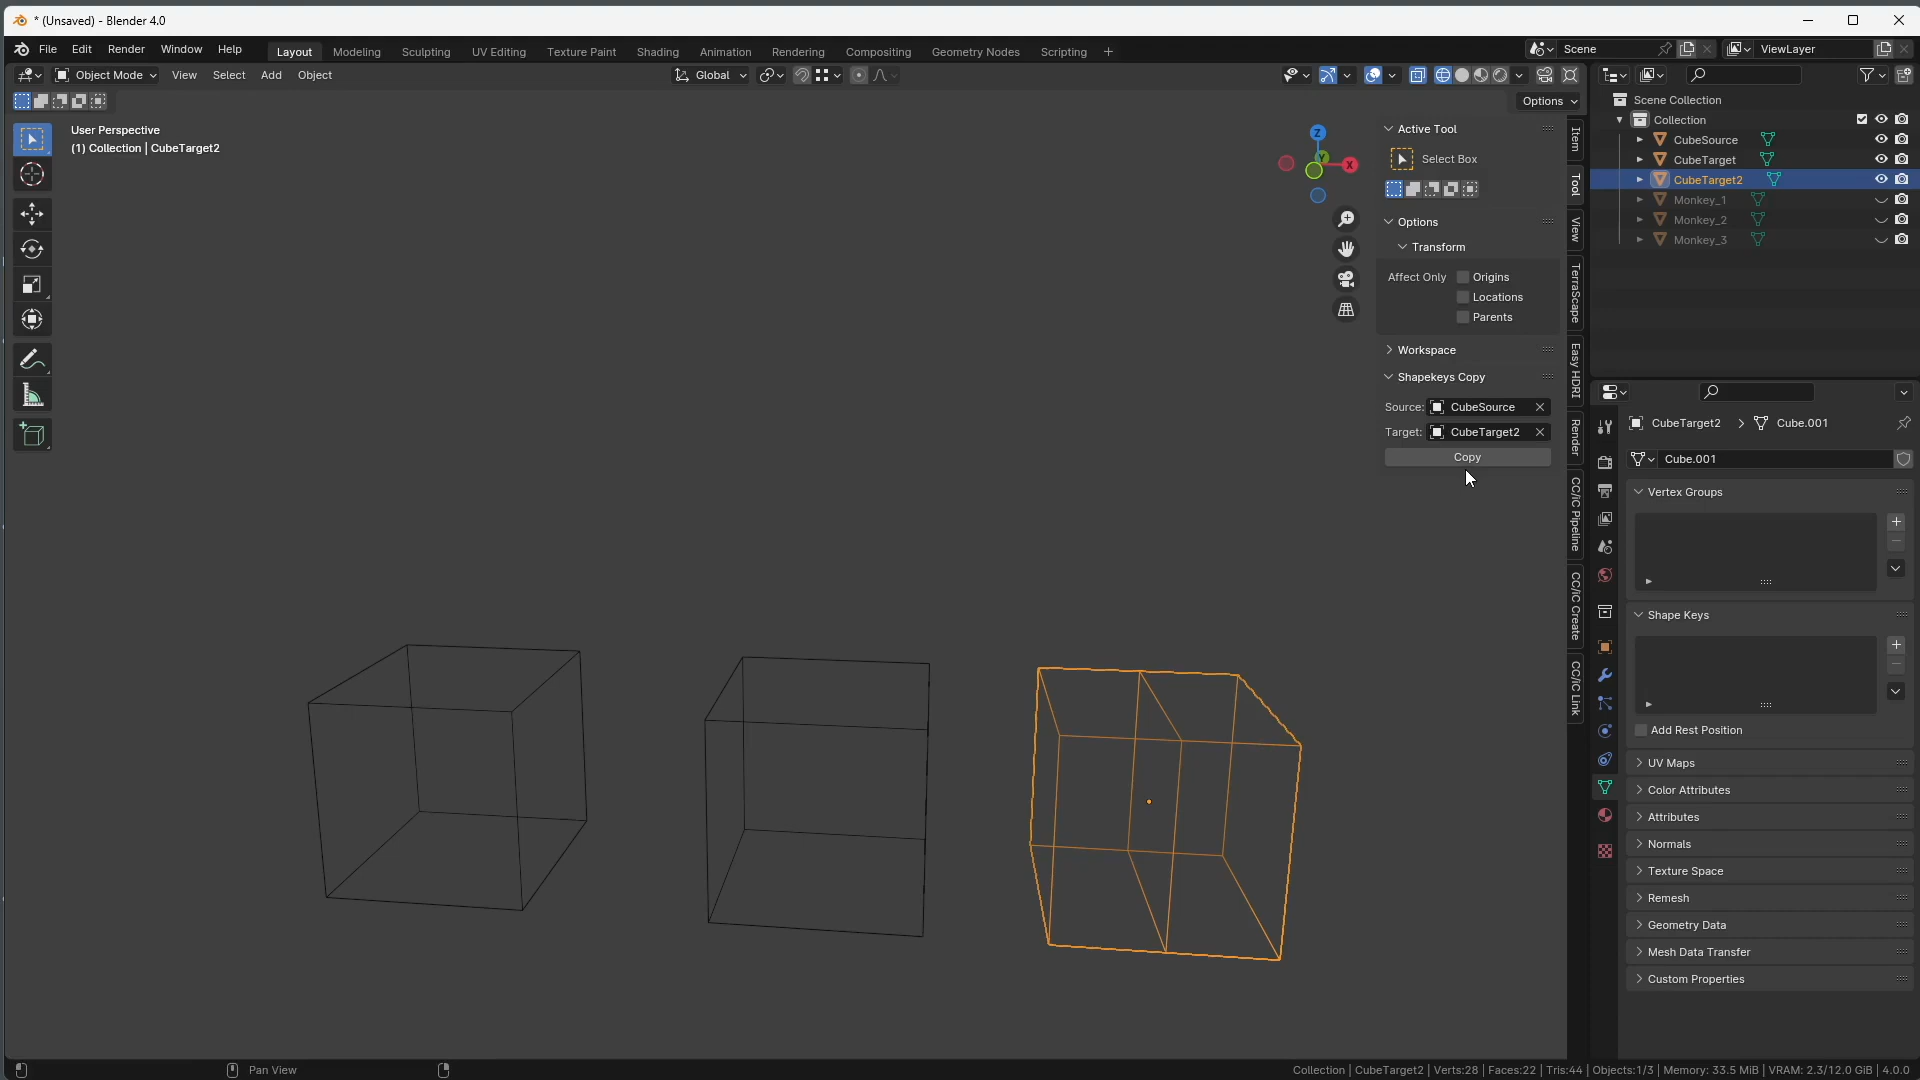 * (Unsaved) - Blender 4.0
File Edit Render Window Help Layout Modeling Sculpting UV Editing Texture Paint Shading Animation Rendering Compositing Geometry Nodes Scripting + Scene ViewLayer
Object Mode View Select Add Object Global
Options
User Perspective
(1) Collection | CubeTarget2
Z
Y
X
Active Tool
Select Box
Options
Transform
Affect Only Origins
Locations
Parents
Workspace
Shapekeys Copy
Source: CubeSource
Target: CubeTarget2
Copy
Item
Tool
View
TerraScape
Easy HDRI
Render
CC/iC Pipeline
CC/iC Create
CC/iC Link
Scene Collection
Collection
CubeSource
CubeTarget
CubeTarget2
Monkey_1
Monkey_2
Monkey_3
CubeTarget2 > Cube.001
Cube.001
Vertex Groups
Shape Keys
Add Rest Position
UV Maps
Color Attributes
Attributes
Normals
Texture Space
Remesh
Geometry Data
Mesh Data Transfer
Custom Properties
Pan View
Collection | CubeTarget2 | Verts:28 | Faces:22 | Tris:44 | Objects:1/3 | Memory: 33.5 MiB | VRAM: 2.3/12.0 GiB | 4.0.0